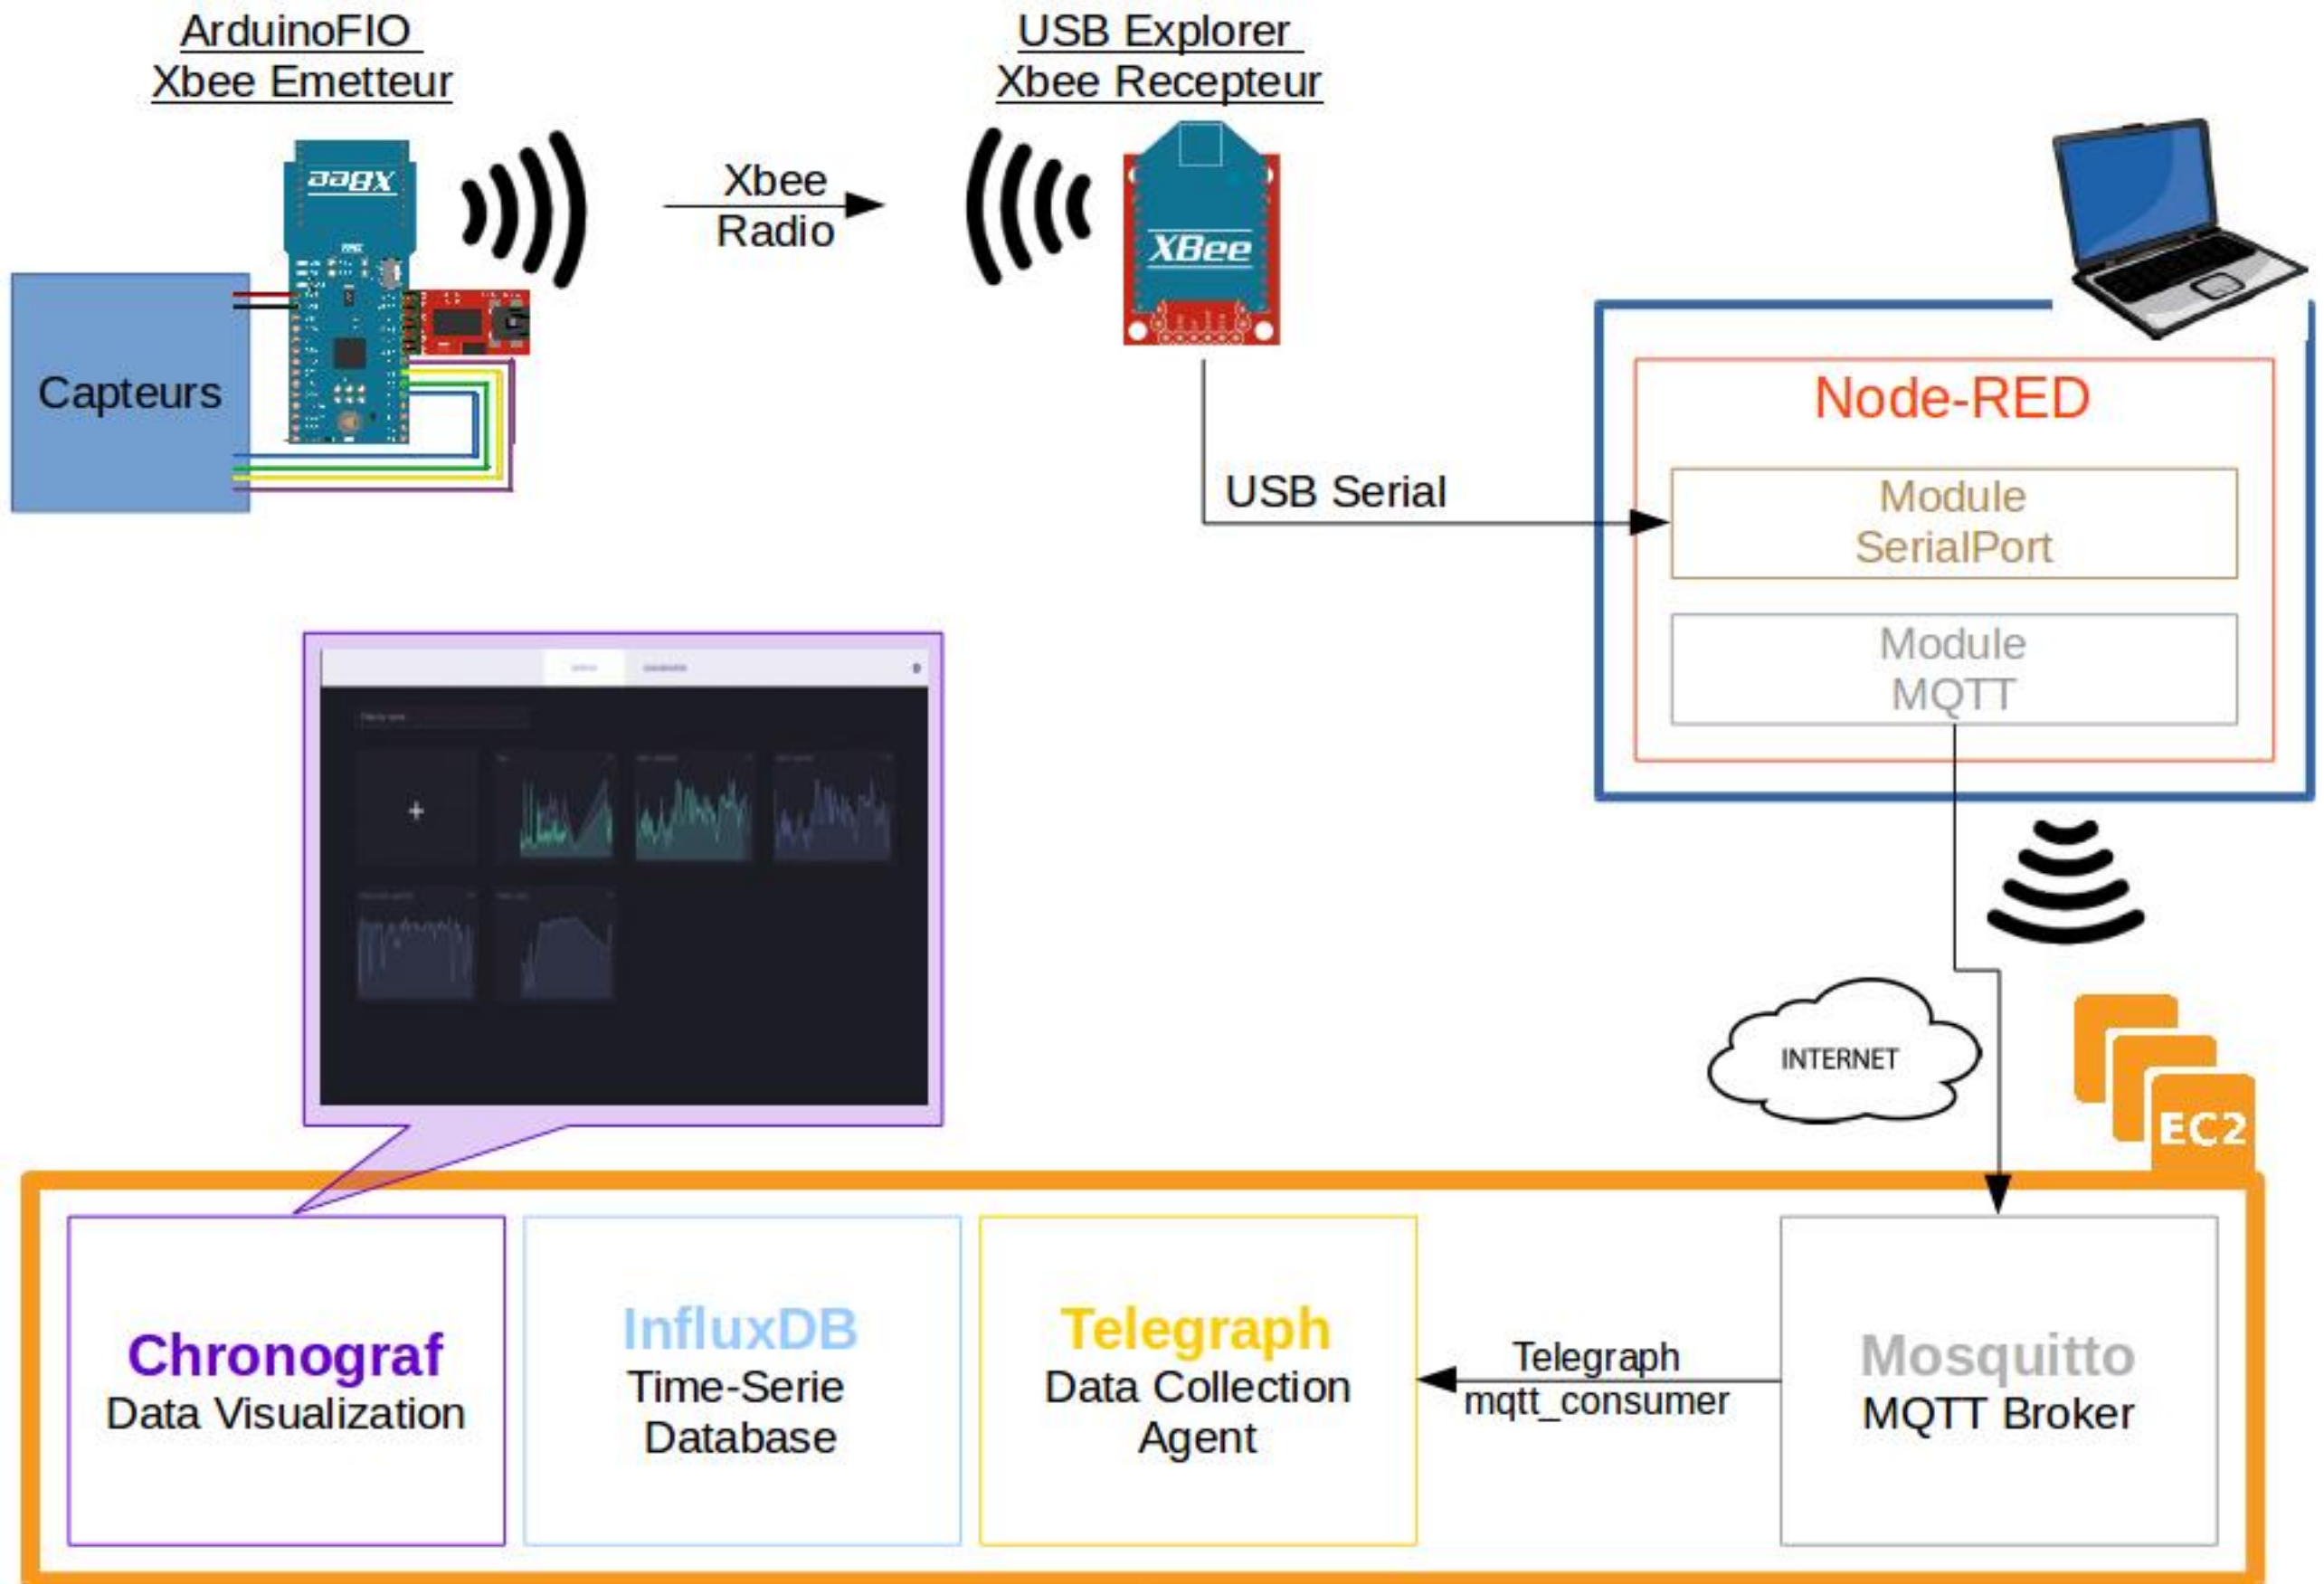 ArduinoFIO
Xbee Emetteur
USB Explorer
Xbee Recepteur
XBee
Xbee
Radio
XBee
Capteurs
Node-RED
USB Serial
Module
SerialPort
Module
MQTT
+
INTERNET
EC2
Chronograf
Data Visualization
InfluxDB
Time-Serie
Database
Telegraph
Data Collection
Agent
Telegraph
mqtt_consumer
Mosquitto
MQTT Broker